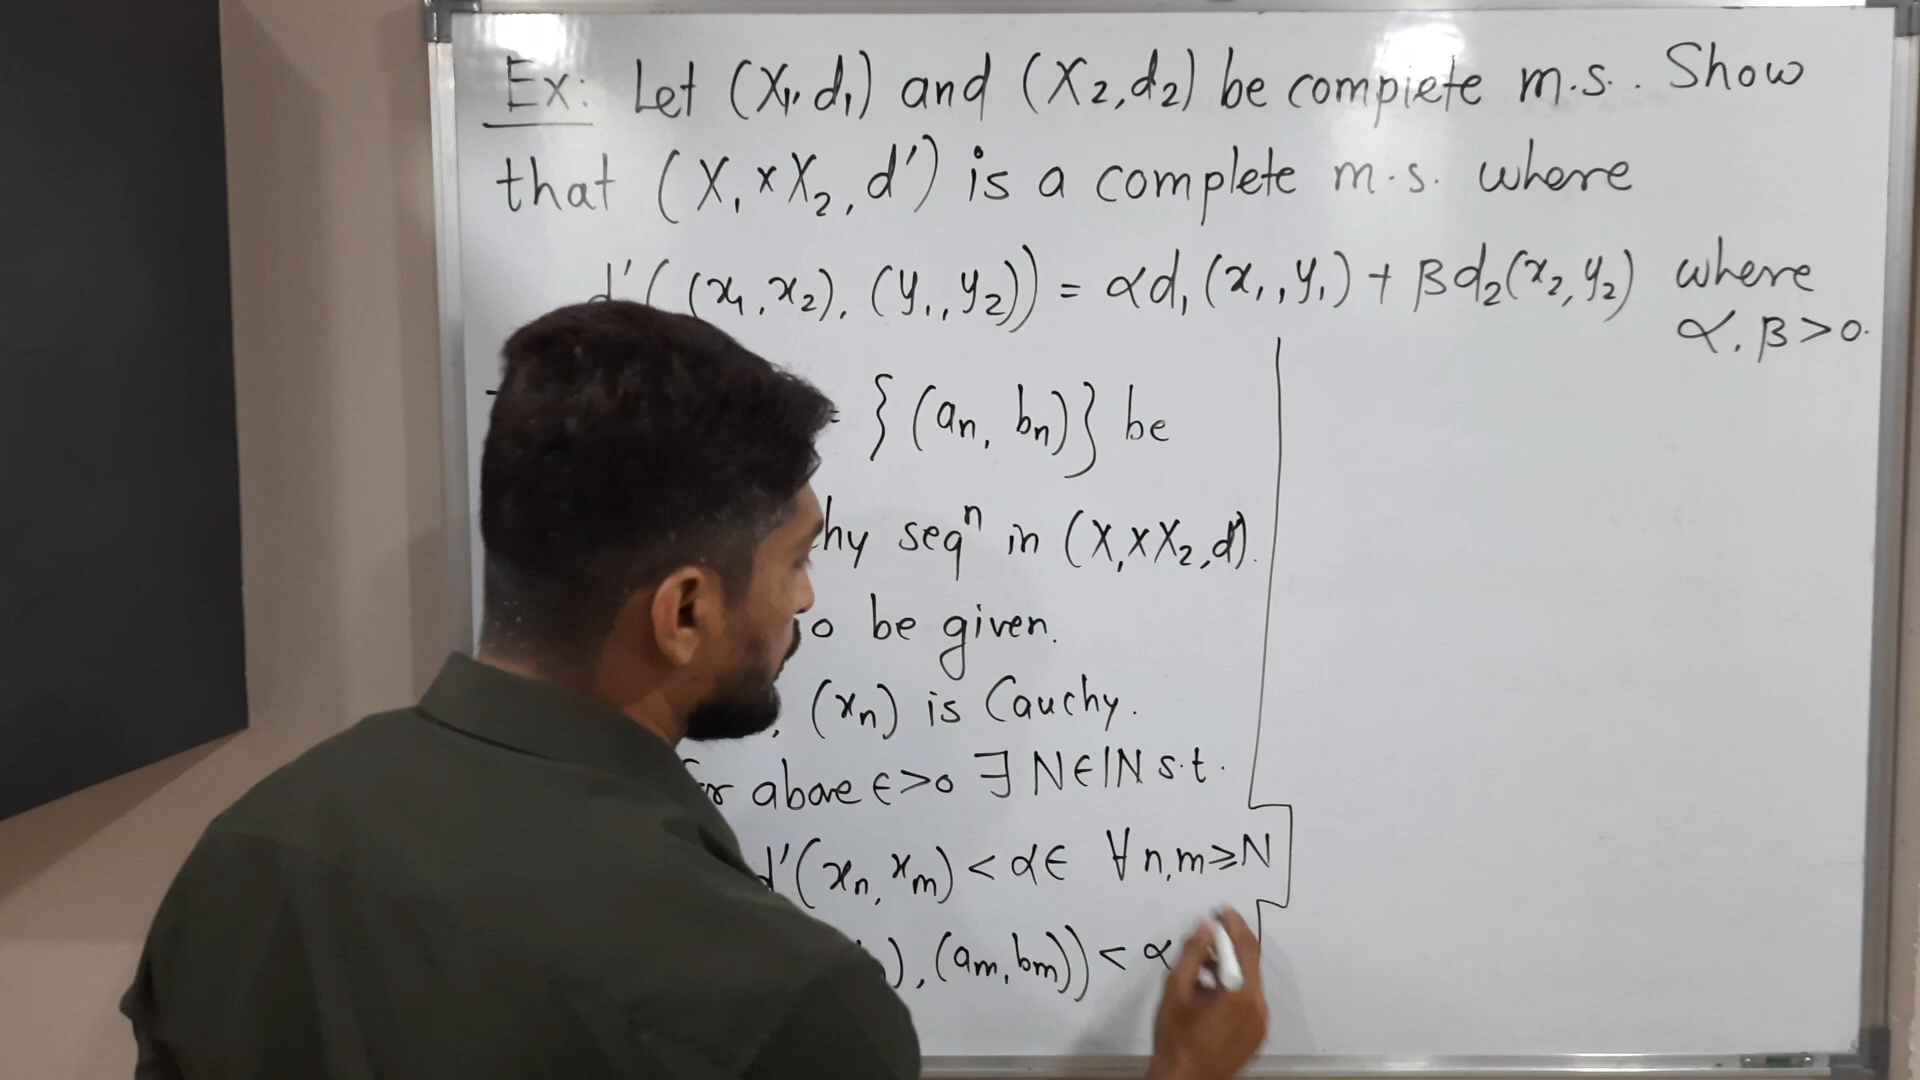 Ex: Let (X₁, d₁) and (X₂, d₂) be complete m.s. Show
that (X₁ × X₂, d') is a complete m.s. where
d'((x₁, x₂), (y₁, y₂)) = αd₁(x₁, y₁) + βd₂(x₂, y₂) where
α, β > 0.
= {(aₙ, bₙ)} be
hy seqⁿ in (X₁ × X₂, d').
o be given.
, (xₙ) is Cauchy.
for above ϵ>0 ∃ N∈ℕ s.t.
d'(xₙ, xₘ) < αϵ ∀ n,m ≥ N
), (aₘ, bₘ)) < α